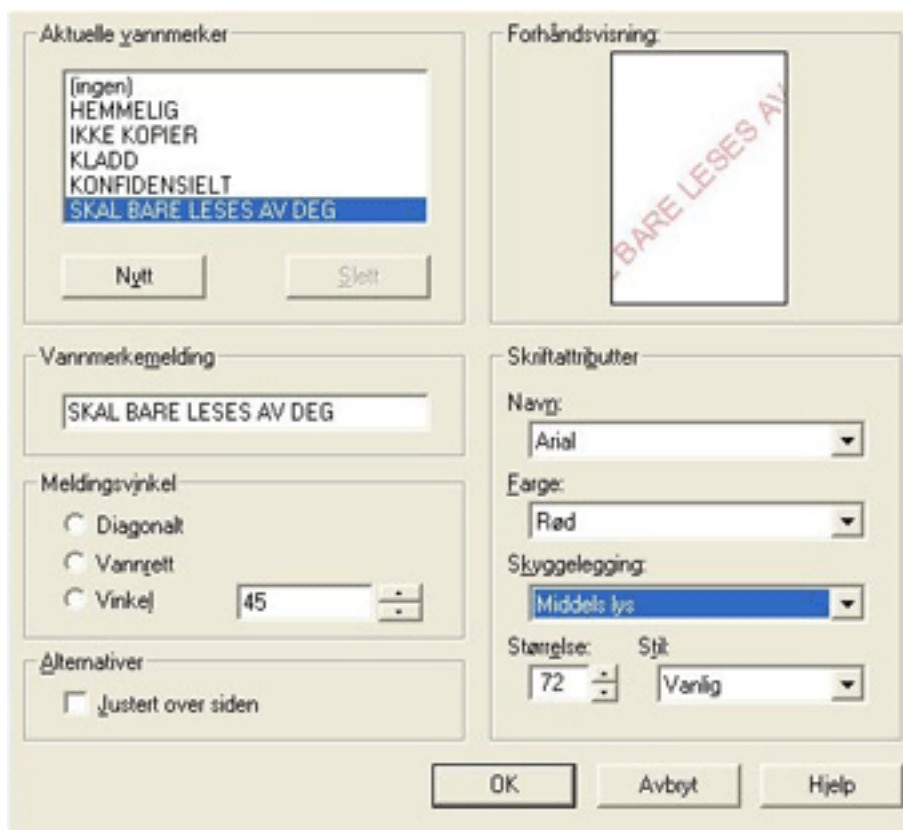 Aktuelle vannmerker
(ingen)
HEMMELIG
IKKE KOPIER
KLADD
KONFIDENSIELT
SKAL BARE LESES AV DEG
Nytt
Slett
Forhåndsvisning:
BARE LESES AV
Vannmerkemelding
SKAL BARE LESES AV DEG
Meldingsvinkel
Diagonalt
Vannrett
Vinkel
45
Alternativer
Justert over siden
Skriftattributter
Navn:
Arial
Farge:
Rød
Skyggelegging:
Middels lys
Størrelse: Stil:
72 Vanlig
OK Avbryt Hjelp